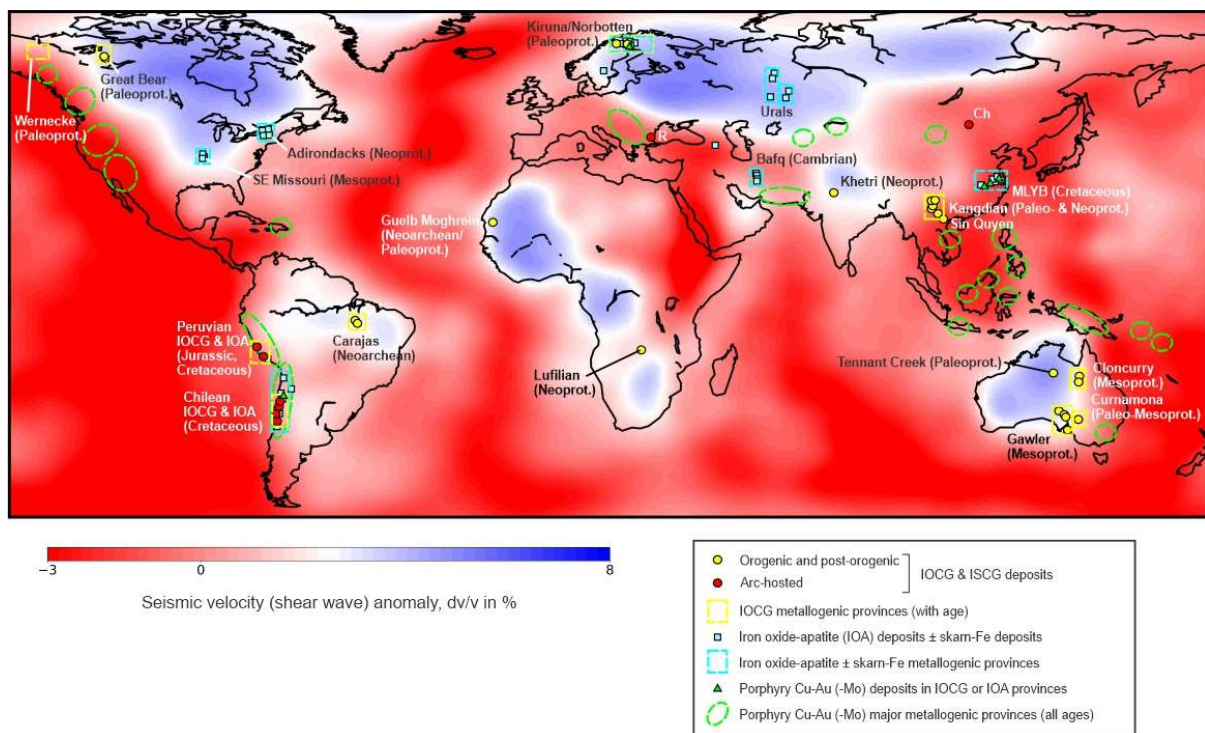 Kiruna/Norbotten
(Paleoprot.)
Great Bear
(Paleoprot.)
Wernecke
(Paleoprot.)
Urals
Ch
R
Adirondacks (Neoprot.)
SE Missouri (Mesoprot.)
Bafq (Cambrian)
Khetri (Neoprot.)
MLYB (Cretaceous)
Kangdian (Paleo- & Neoprot.)
Sin Quyen
Guelb Moghrein
(Neoarchean/
Paleoprot.)
Peruvian
IOCG & IOA
(Jurassic,
Cretaceous)
Carajas
(Neoarchean)
Lufilian
(Neoprot.)
Tennant Creek (Paleoprot.)
Cloncurry
(Mesoprot.)
Curnamona
(Paleo-Mesoprot.)
Chilean
IOCG & IOA
(Cretaceous)
Gawler
(Mesoprot.)
−3 0 8
Seismic velocity (shear wave) anomaly, dv/v in %
Orogenic and post-orogenic
Arc-hosted
IOCG & ISCG deposits
IOCG metallogenic provinces (with age)
Iron oxide-apatite (IOA) deposits ± skarn-Fe deposits
Iron oxide-apatite ± skarn-Fe metallogenic provinces
Porphyry Cu-Au (-Mo) deposits in IOCG or IOA provinces
Porphyry Cu-Au (-Mo) major metallogenic provinces (all ages)